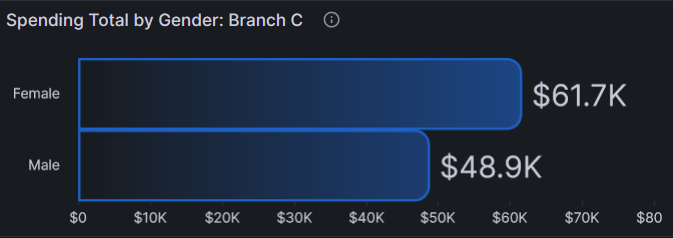 Spending Total by Gender: Branch C
Female
$61.7K
Male
$48.9K
$0 $10K $20K $30K $40K $50K $60K $70K $80